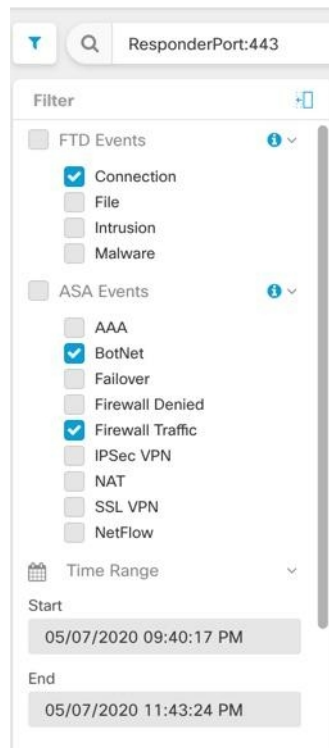 ResponderPort:443
Filter
FTD Events
Connection
File
Intrusion
Malware
ASA Events
AAA
BotNet
Failover
Firewall Denied
Firewall Traffic
IPSec VPN
NAT
SSL VPN
NetFlow
Time Range
Start
05/07/2020 09:40:17 PM
End
05/07/2020 11:43:24 PM